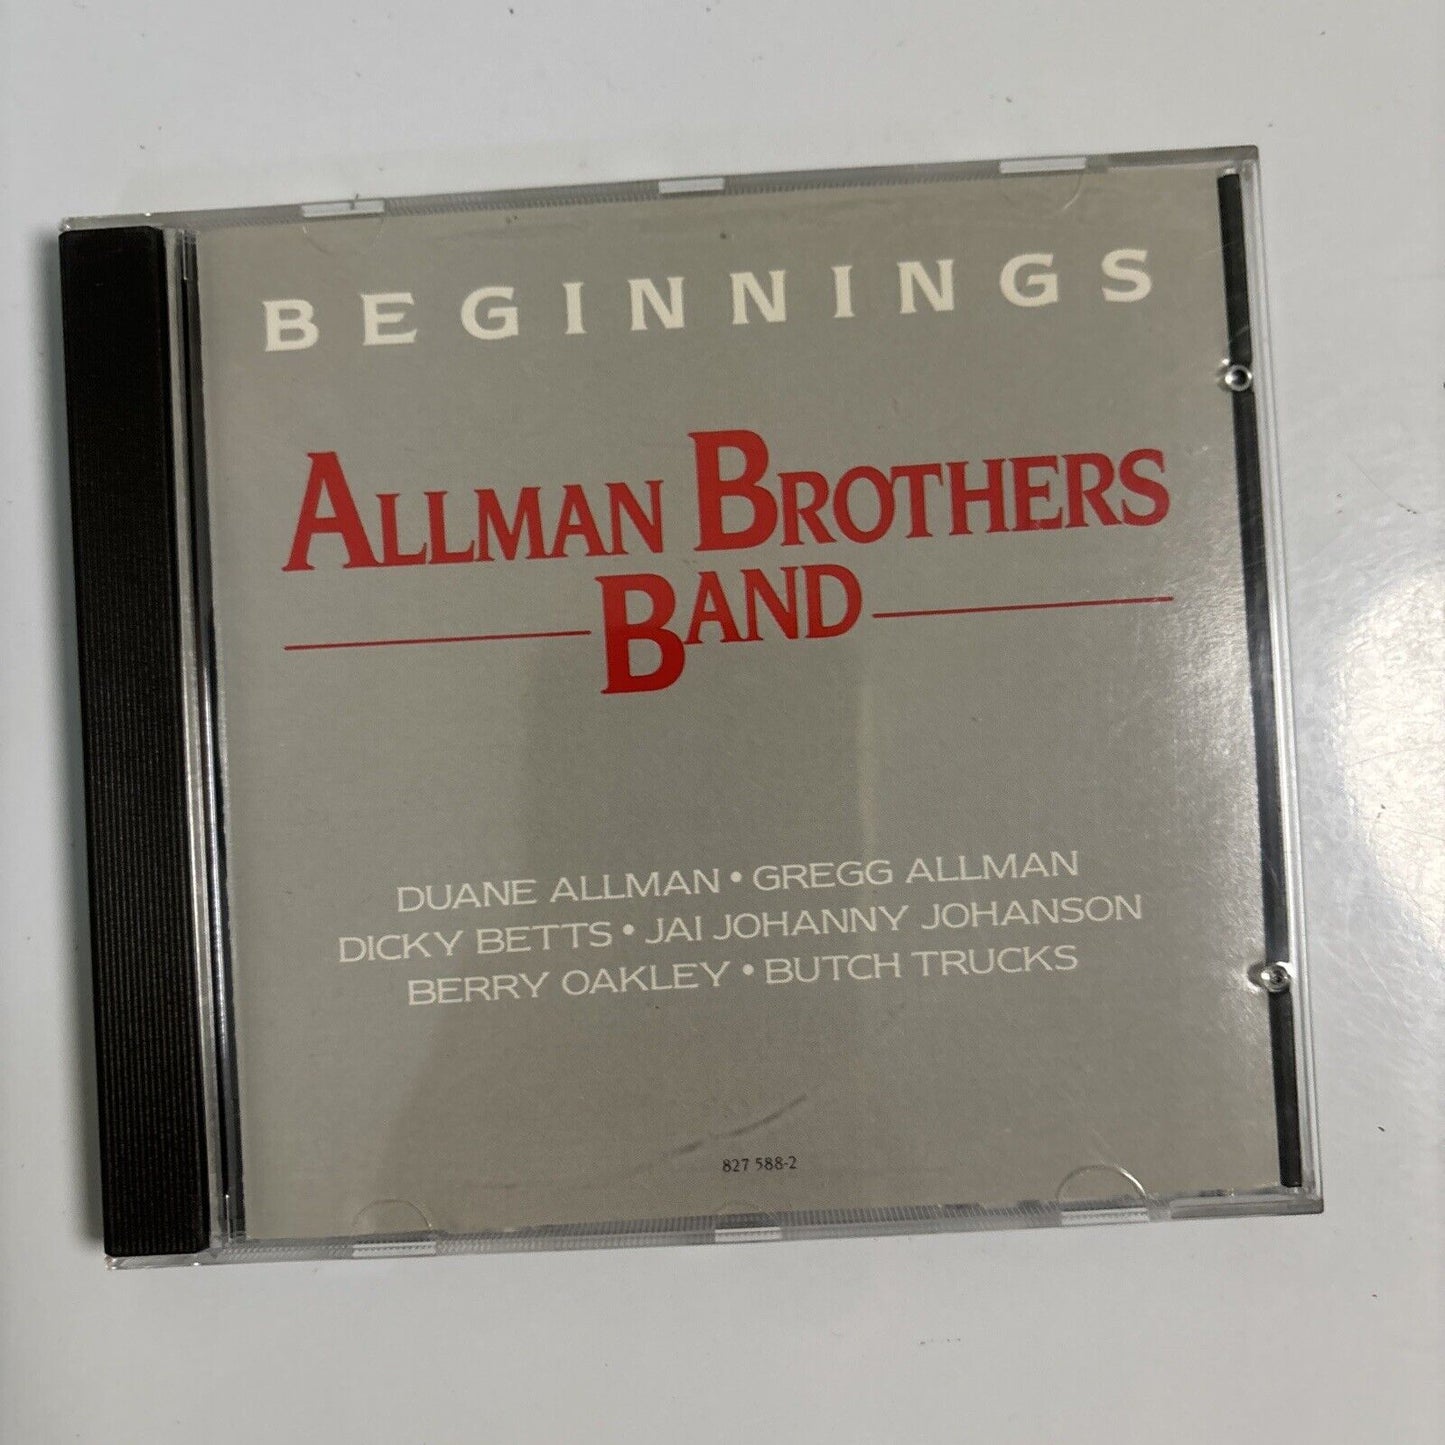 BEGINNINGS
ALLMAN BROTHERS
BAND
DUANE ALLMAN • GREGG ALLMAN
DICKY BETTS • JAI JOHANNY JOHANSON
BERRY OAKLEY • BUTCH TRUCKS
827 588-2